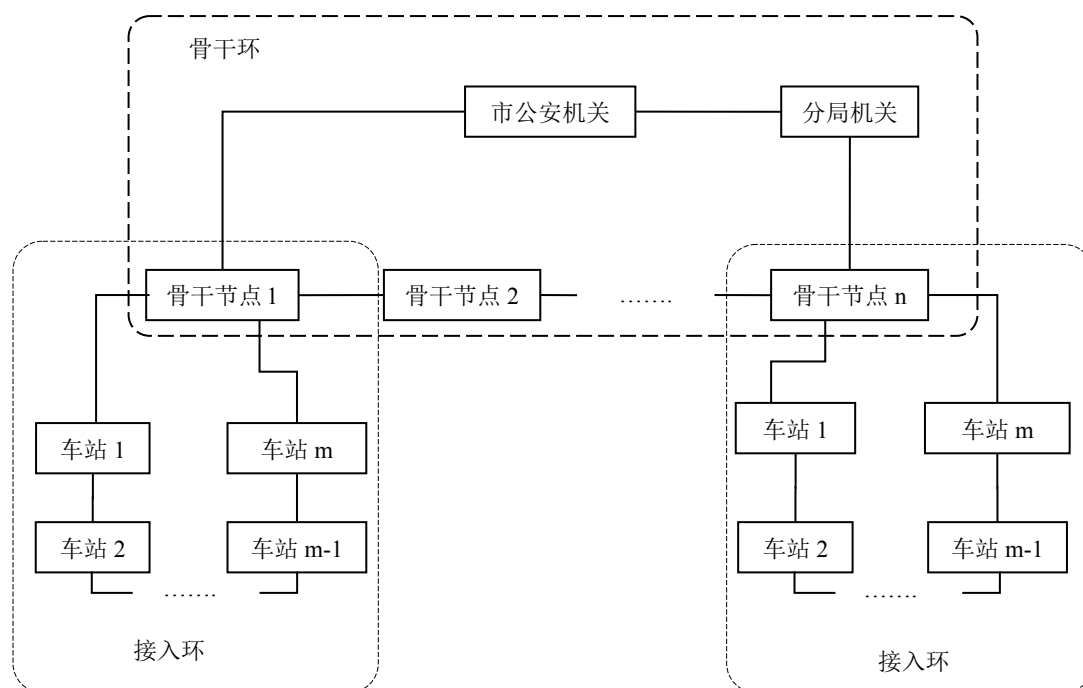 骨干环
市公安机关
分局机关
骨干节点 1
骨干节点 2
…….
骨干节点 n
车站 1
车站 m
车站 1
车站 m
车站 2
车站 m-1
车站 2
车站 m-1
…….
…….
接入环
接入环